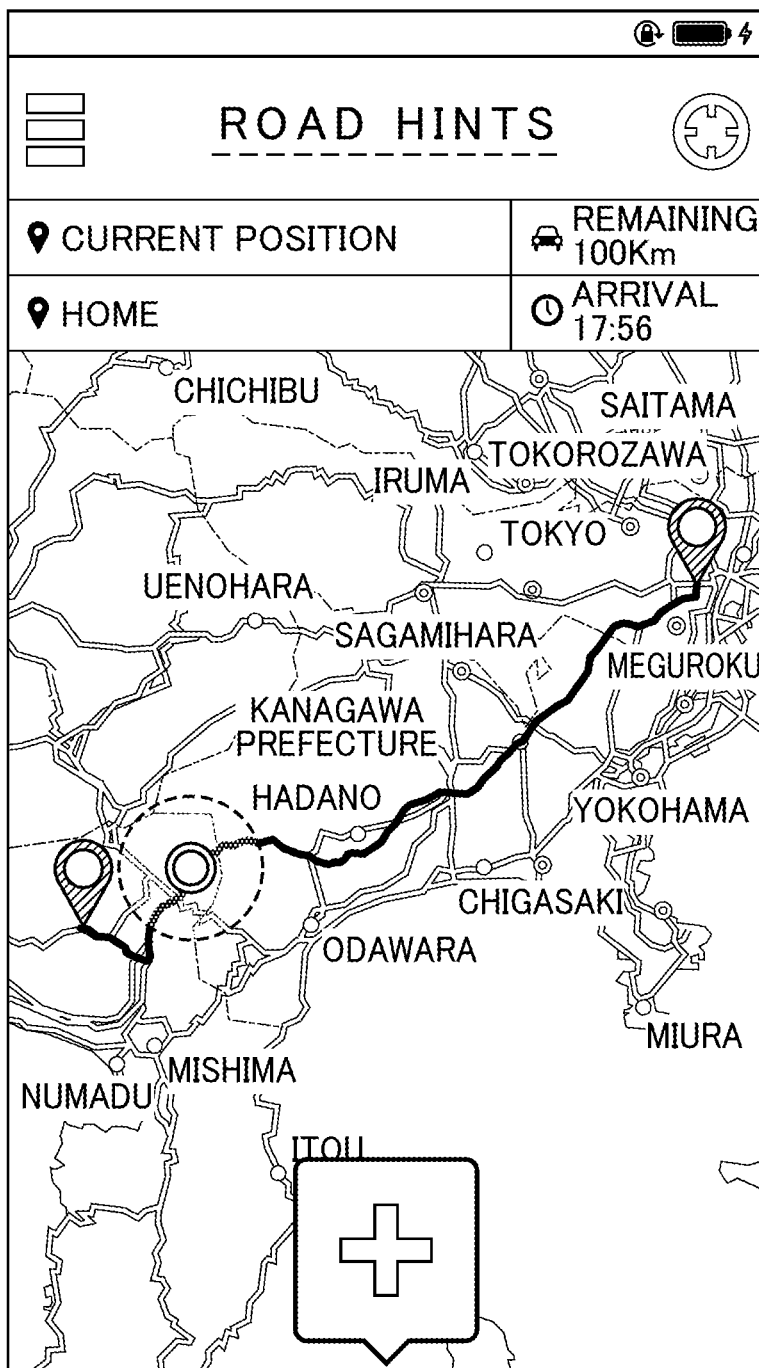 ROAD HINTS
CURRENT POSITION
REMAINING
100Km
HOME
ARRIVAL
17:56
CHICHIBU
SAITAMA
TOKOROZAWA
IRUMA
TOKYO
UENOHARA
SAGAMIHARA
MEGUROKU
KANAGAWA
PREFECTURE
HADANO
YOKOHAMA
CHIGASAKI
ODAWARA
MIURA
MISHIMA
NUMADU
ITOU